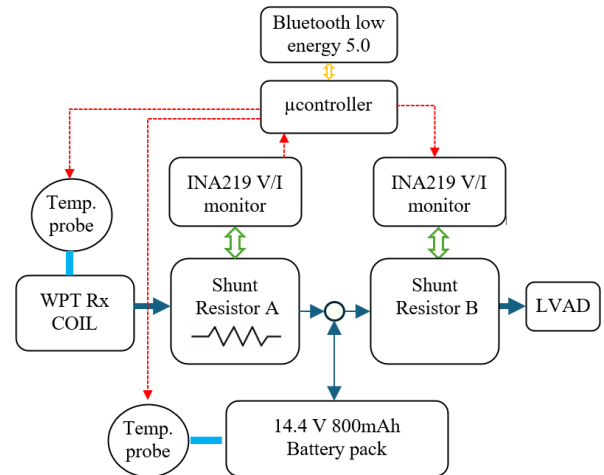 Bluetooth low
energy 5.0
µcontroller
INA219 V/I
monitor
INA219 V/I
monitor
Temp.
probe
WPT Rx
COIL
Shunt
Resistor A
Shunt
Resistor B
LVAD
Temp.
probe
14.4 V 800mAh
Battery pack